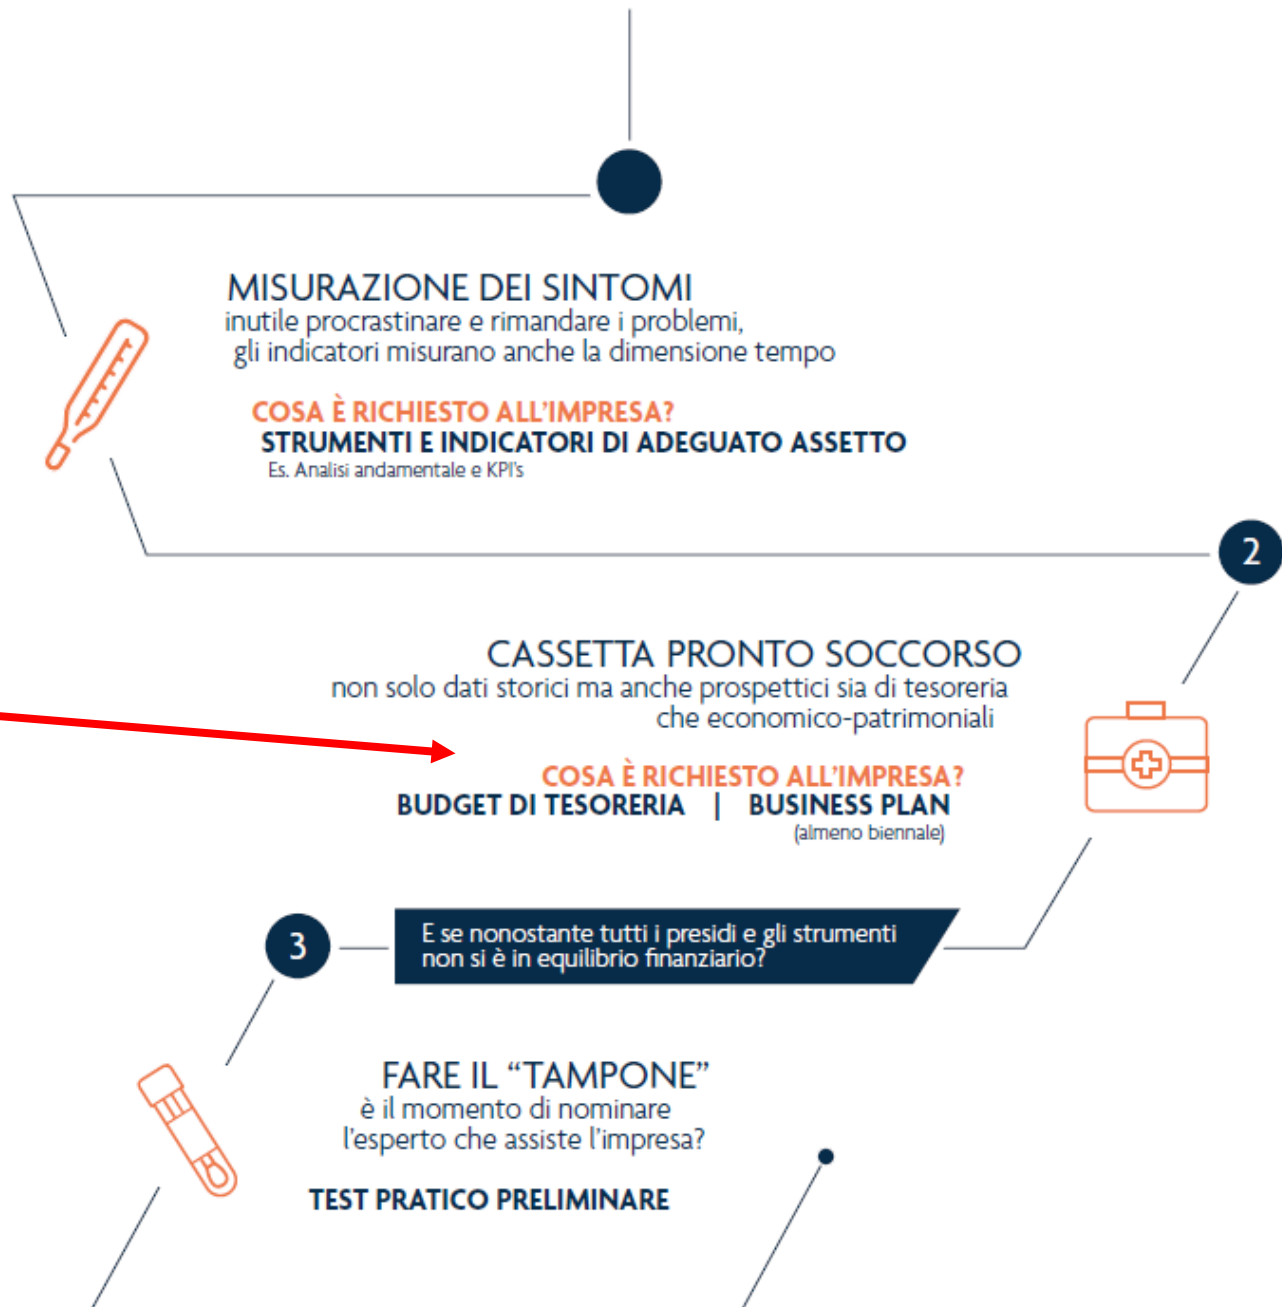 MISURAZIONE DEI SINTOMI
inutile procrastinare e rimandare i problemi,
gli indicatori misurano anche la dimensione tempo
COSA È RICHIESTO ALL'IMPRESA?
STRUMENTI E INDICATORI DI ADEGUATO ASSETTO
Es. Analisi andamentale e KPI's
2
CASSETTA PRONTO SOCCORSO
non solo dati storici ma anche prospettici sia di tesoreria
che economico-patrimoniali
COSA È RICHIESTO ALL'IMPRESA?
BUDGET DI TESORERIA | BUSINESS PLAN
(almeno biennale)
3
E se nonostante tutti i presidi e gli strumenti
non si è in equilibrio finanziario?
FARE IL “TAMPONE”
è il momento di nominare
l'esperto che assiste l'impresa?
TEST PRATICO PRELIMINARE